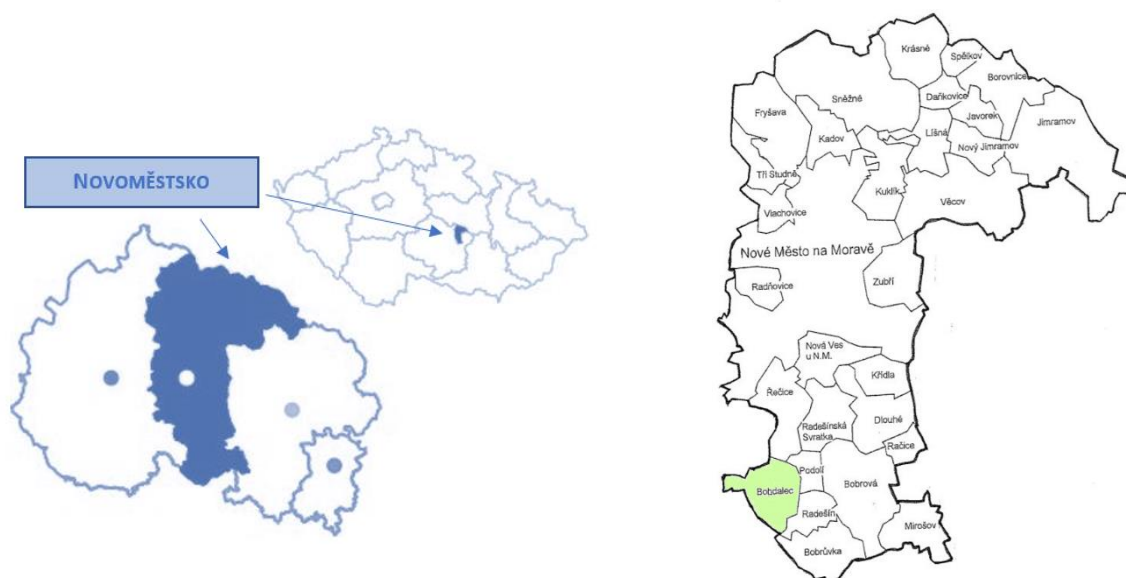 NOVOMĚSTSKO
Krásné
Spělkov
Borovnice
Daňkovice
Sněžné
Fryšava
Javorek
Jimramov
Kadov
Líšná
Nový Jimramov
Tři Studně
Kuklík
Vlachovice
Věcov
Nové Město na Moravě
Radňovice
Zubří
Nová Ves
u N.M.
Křídla
Řečice
Radešínská
Svratka
Dlouhé
Račice
Podolí
Bohdalec
Bobrová
Radešín
Mirošov
Bobrůvka